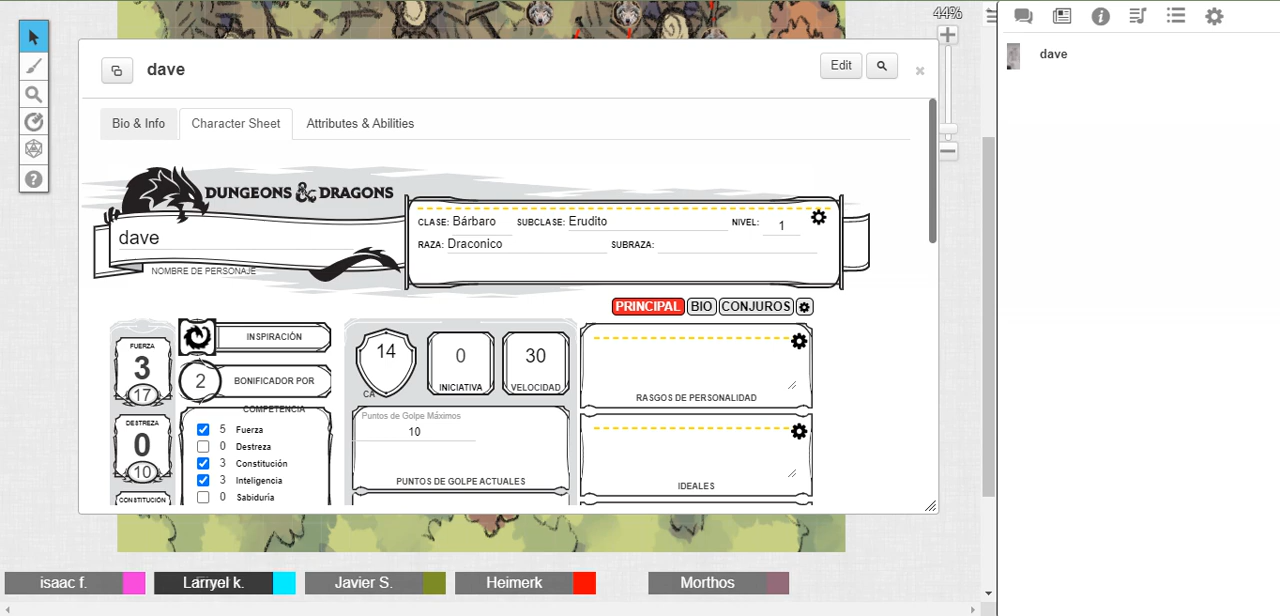 44%
dave
Edit
dave
Bio & Info
Character Sheet
Attributes & Abilities
DUNGEONS & DRAGONS
dave
NOMBRE DE PERSONAJE
CLASE: Bárbaro SUBCLASE: Erudito NIVEL: 1
RAZA: Draconico SUBRAZA:
PRINCIPAL BIO CONJUROS
FUERZA
3
17
DESTREZA
0
10
CONSTITUCIÓN
INSPIRACIÓN
2
BONIFICADOR POR
COMPETENCIA
5 Fuerza
0 Destreza
3 Constitución
3 Inteligencia
0 Sabiduría
14
CA
0
INICIATIVA
30
VELOCIDAD
Puntos de Golpe Máximos
10
PUNTOS DE GOLPE ACTUALES
RASGOS DE PERSONALIDAD
IDEALES
isaac f.
Larryel k.
Javier S.
Heimerk
Morthos